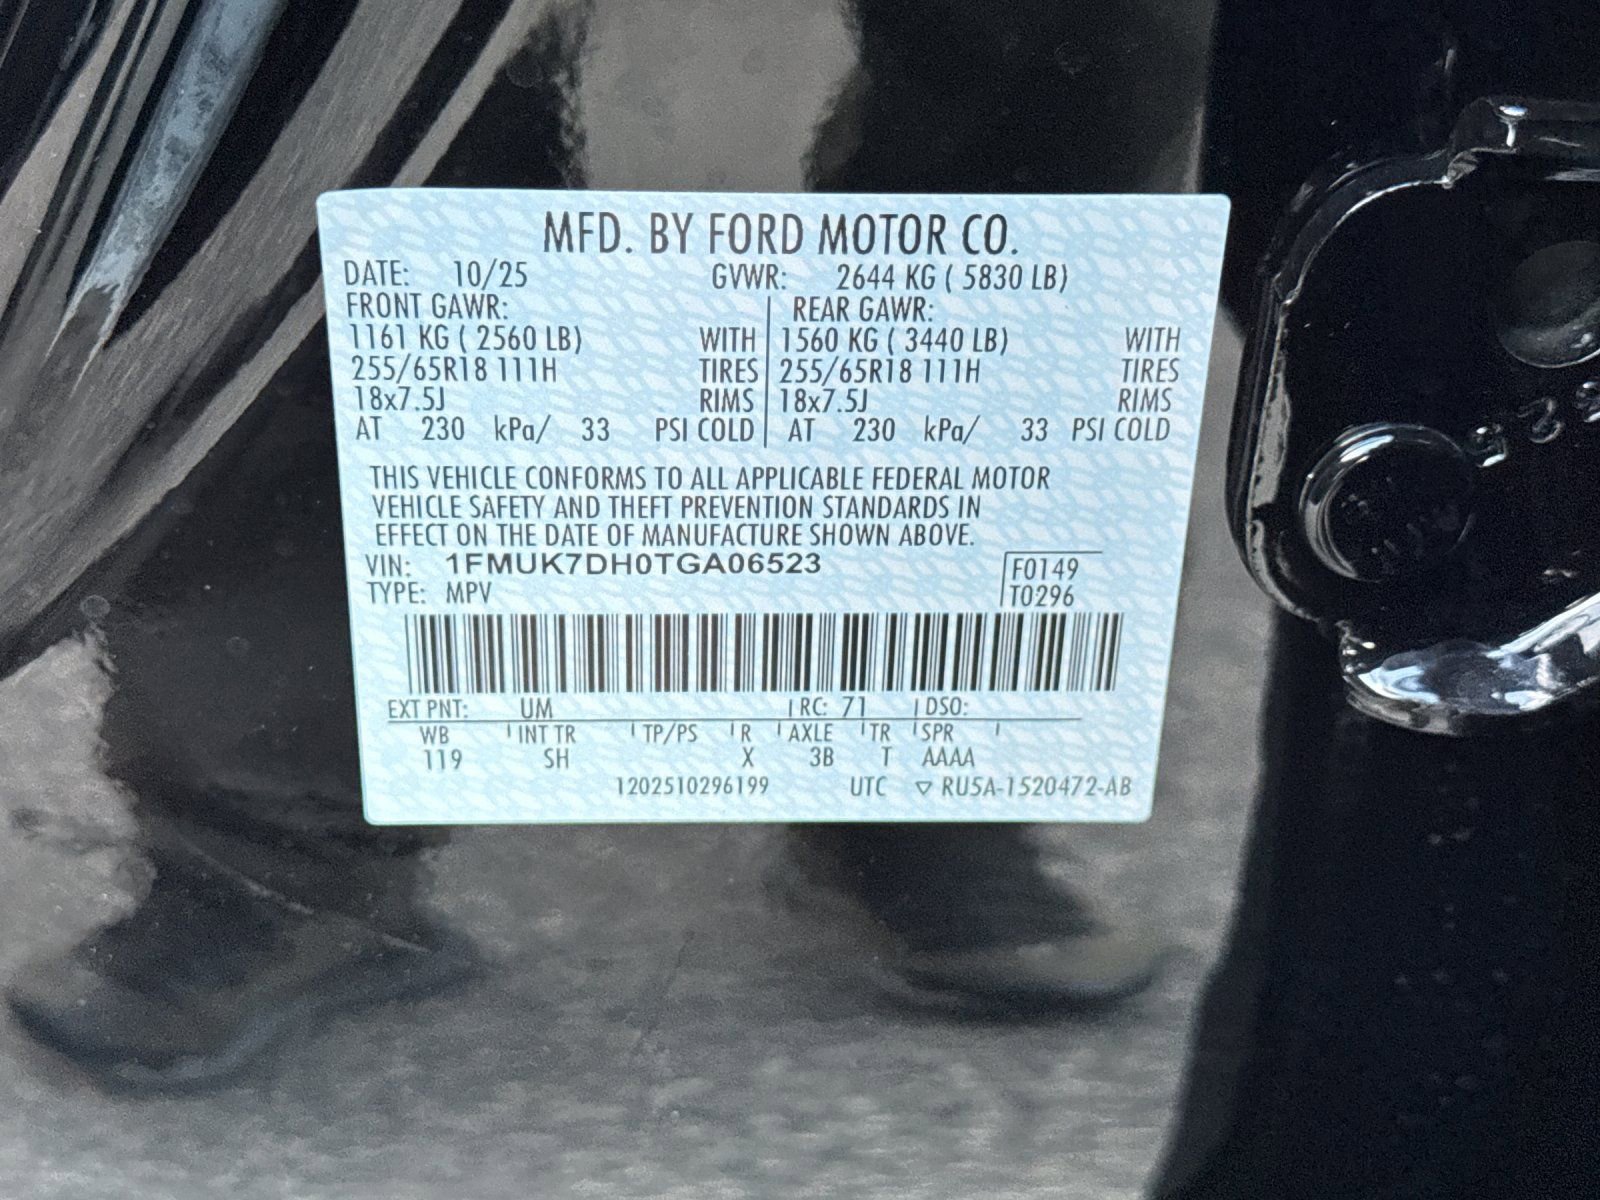 MFD. BY FORD MOTOR CO.
DATE: 10/25 GVWR: 2644 KG ( 5830 LB)
FRONT GAWR: REAR GAWR:
1161 KG ( 2560 LB) WITH 1560 KG ( 3440 LB) WITH
255/65R18 111H TIRES 255/65R18 111H TIRES
18x7.5J RIMS 18x7.5J RIMS
AT 230 kPa/ 33 PSI COLD AT 230 kPa/ 33 PSI COLD
THIS VEHICLE CONFORMS TO ALL APPLICABLE FEDERAL MOTOR
VEHICLE SAFETY AND THEFT PREVENTION STANDARDS IN
EFFECT ON THE DATE OF MANUFACTURE SHOWN ABOVE.
VIN: 1FMUK7DH0TGA06523 F0149
TYPE: MPV T0296
EXT PNT: UM RC: 71 DSO:
WB INT TR TP/PS R AXLE TR SPR
119 SH X 3B T AAAA
1202510296199 UTC ▽ RU5A-1520472-AB